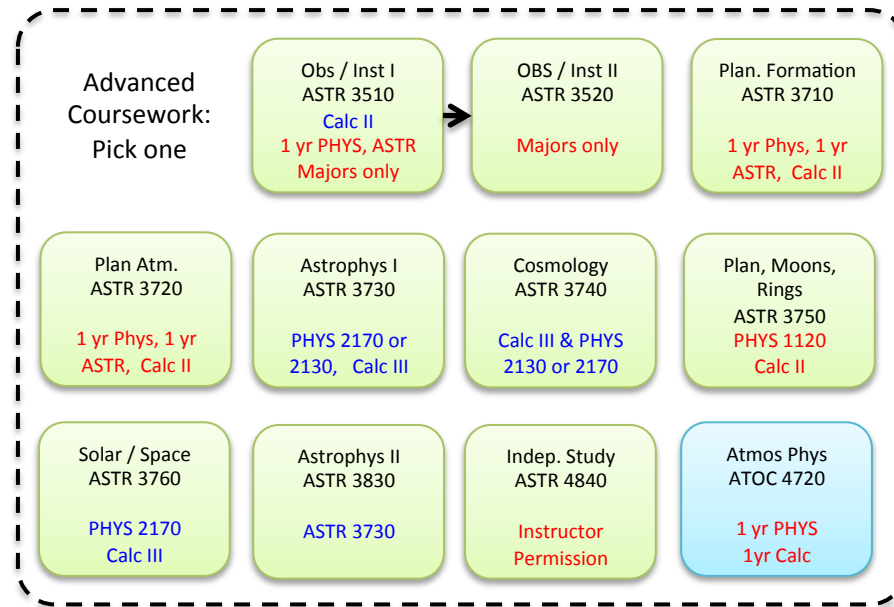 Advanced
Coursework:
Pick one
Obs / Inst I
ASTR 3510
Calc II
1 yr PHYS, ASTR
Majors only
OBS / Inst II
ASTR 3520
Majors only
Plan. Formation
ASTR 3710
1 yr Phys, 1 yr
ASTR, Calc II
Plan Atm.
ASTR 3720
1 yr Phys, 1 yr
ASTR, Calc II
Astrophys I
ASTR 3730
PHYS 2170 or
2130, Calc III
Cosmology
ASTR 3740
Calc III & PHYS
2130 or 2170
Plan, Moons,
Rings
ASTR 3750
PHYS 1120
Calc II
Solar / Space
ASTR 3760
PHYS 2170
Calc III
Astrophys II
ASTR 3830
ASTR 3730
Indep. Study
ASTR 4840
Instructor
Permission
Atmos Phys
ATOC 4720
1 yr PHYS
1yr Calc